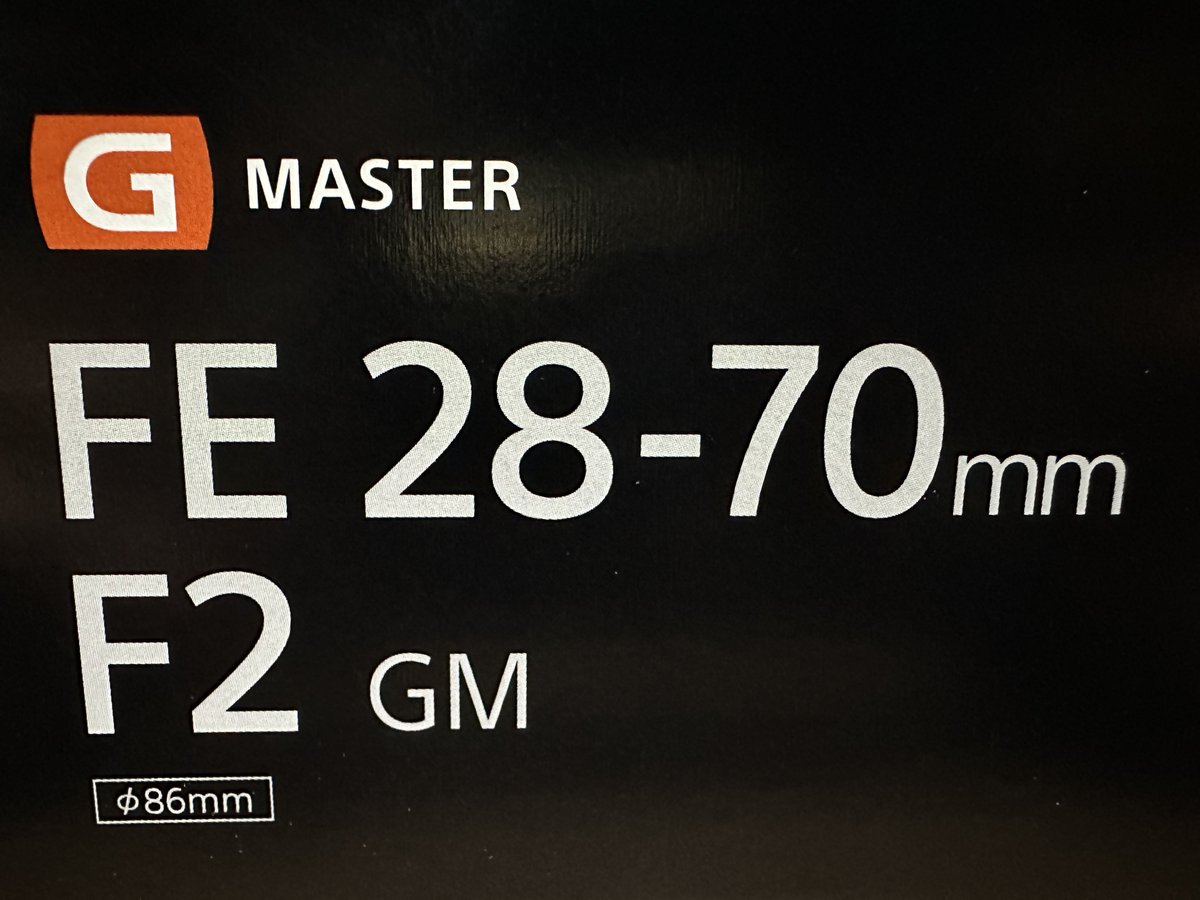 G MASTER
FE 28-70mm
F2 GM
ϕ86mm